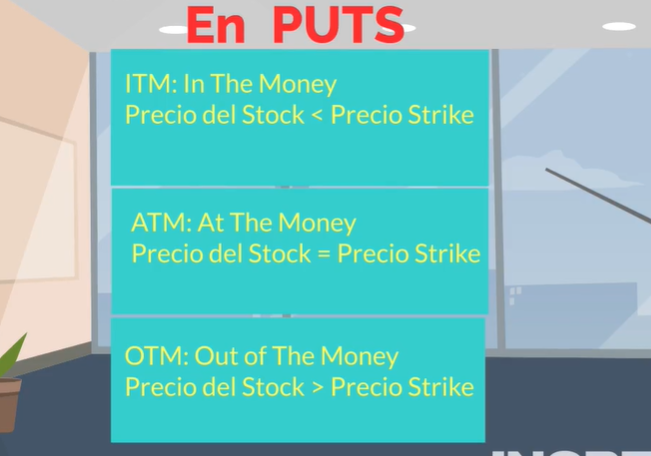 En PUTS
ITM: In The Money
Precio del Stock < Precio Strike
ATM: At The Money
Precio del Stock = Precio Strike
OTM: Out of The Money
Precio del Stock > Precio Strike